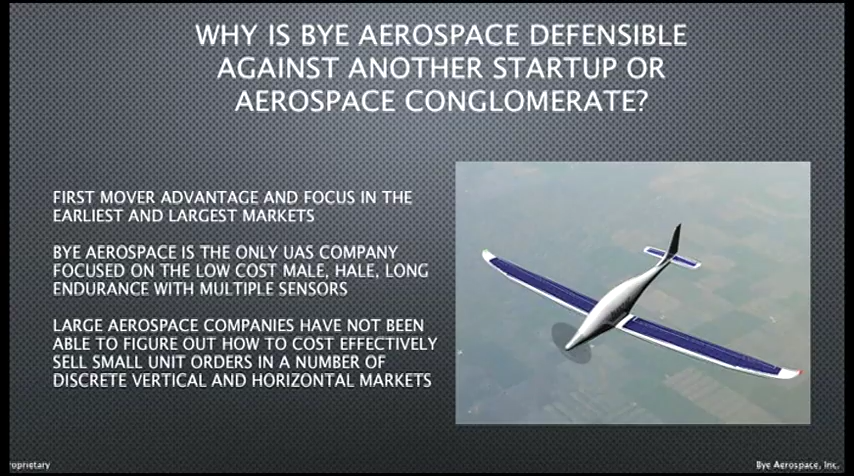 WHY IS BYE AEROSPACE DEFENSIBLE
AGAINST ANOTHER STARTUP OR
AEROSPACE CONGLOMERATE?
FIRST MOVER ADVANTAGE AND FOCUS IN THE
EARLIEST AND LARGEST MARKETS
BYE AEROSPACE IS THE ONLY UAS COMPANY
FOCUSED ON THE LOW COST MALE, HALE, LONG
ENDURANCE WITH MULTIPLE SENSORS
LARGE AEROSPACE COMPANIES HAVE NOT BEEN
ABLE TO FIGURE OUT HOW TO COST EFFECTIVELY
SELL SMALL UNIT ORDERS IN A NUMBER OF
DISCRETE VERTICAL AND HORIZONTAL MARKETS
oprietary
Bye Aerospace, Inc.